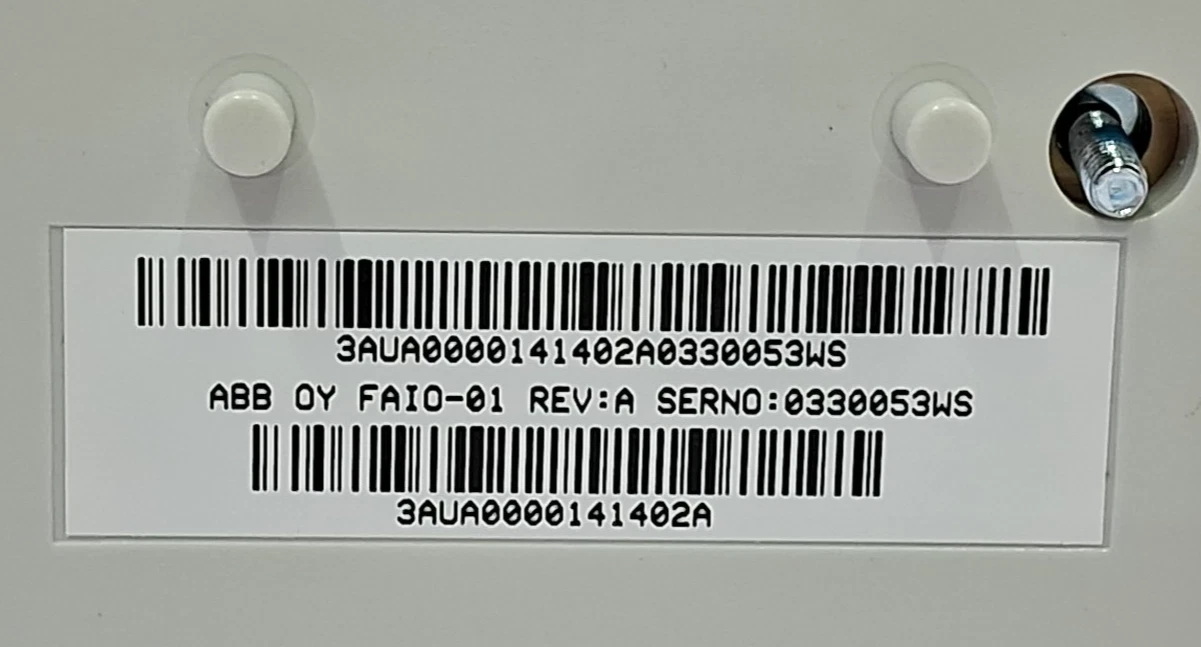 3AUA0000141402A0330053WS
ABB OY FAIO-01 REV:A SERNO:0330053WS
3AUA0000141402A